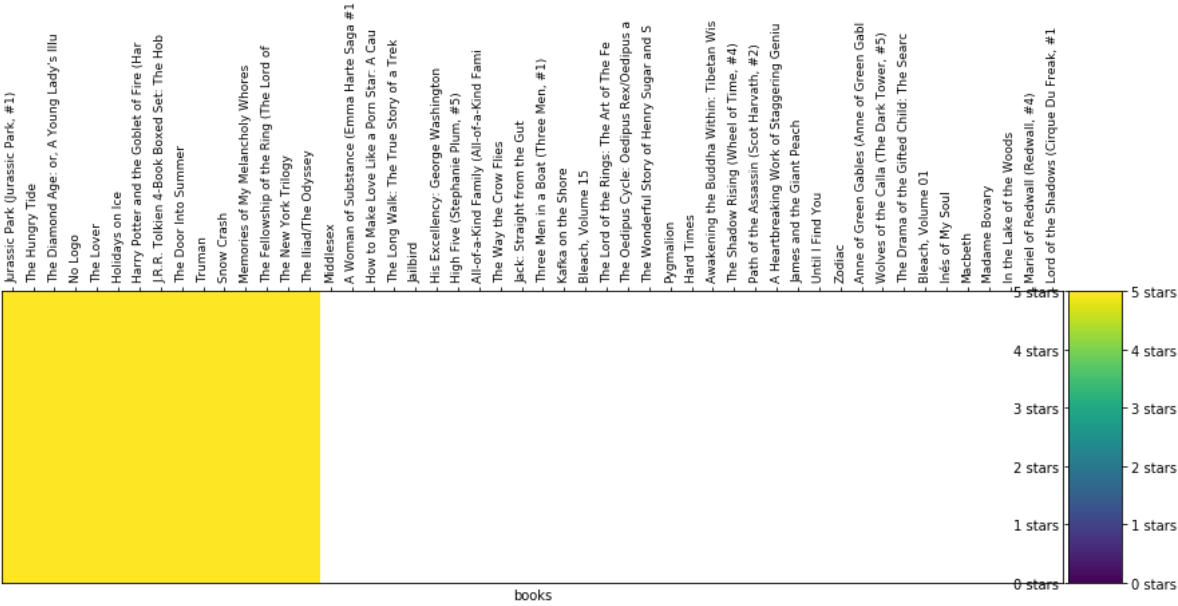 Jurassic Park (Jurassic Park, #1)
The Hungry Tide
The Diamond Age: or, A Young Lady's Illu
No Logo
The Lover
Holidays on Ice
Harry Potter and the Goblet of Fire (Har
J.R.R. Tolkien 4-Book Boxed Set: The Hob
The Door Into Summer
Truman
Snow Crash
Memories of My Melancholy Whores
The Fellowship of the Ring (The Lord of
The New York Trilogy
The Iliad/The Odyssey
Middlesex
A Woman of Substance (Emma Harte Saga #1
How to Make Love Like a Porn Star: A Cau
The Long Walk: The True Story of a Trek
Jailbird
His Excellency: George Washington
High Five (Stephanie Plum, #5)
All-of-a-Kind Family (All-of-a-Kind Fami
The Way the Crow Flies
Jack: Straight from the Gut
Three Men in a Boat (Three Men, #1)
Kafka on the Shore
Bleach, Volume 15
The Lord of the Rings: The Art of The Fe
The Oedipus Cycle: Oedipus Rex/Oedipus a
The Wonderful Story of Henry Sugar and S
Pygmalion
Hard Times
Awakening the Buddha Within: Tibetan Wis
The Shadow Rising (Wheel of Time, #4)
Path of the Assassin (Scot Harvath, #2)
A Heartbreaking Work of Staggering Geniu
James and the Giant Peach
Until I Find You
Zodiac
Anne of Green Gables (Anne of Green Gabl
Wolves of the Calla (The Dark Tower, #5)
The Drama of the Gifted Child: The Searc
Bleach, Volume 01
Inés of My Soul
Macbeth
Madame Bovary
In the Lake of the Woods
Mariel of Redwall (Redwall, #4)
Lord of the Shadows (Cirque Du Freak, #1
5 stars
4 stars
3 stars
2 stars
1 stars
0 stars
5 stars
4 stars
3 stars
2 stars
1 stars
0 stars
books